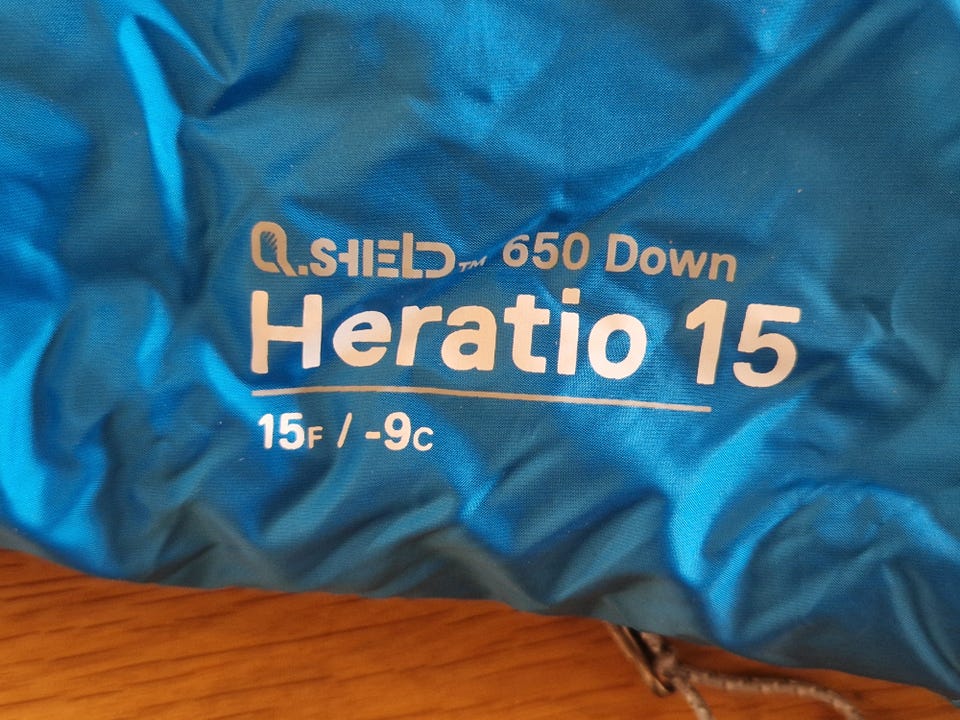 Q.SHIELD™ 650 Down
Heratio 15
15F / -9C